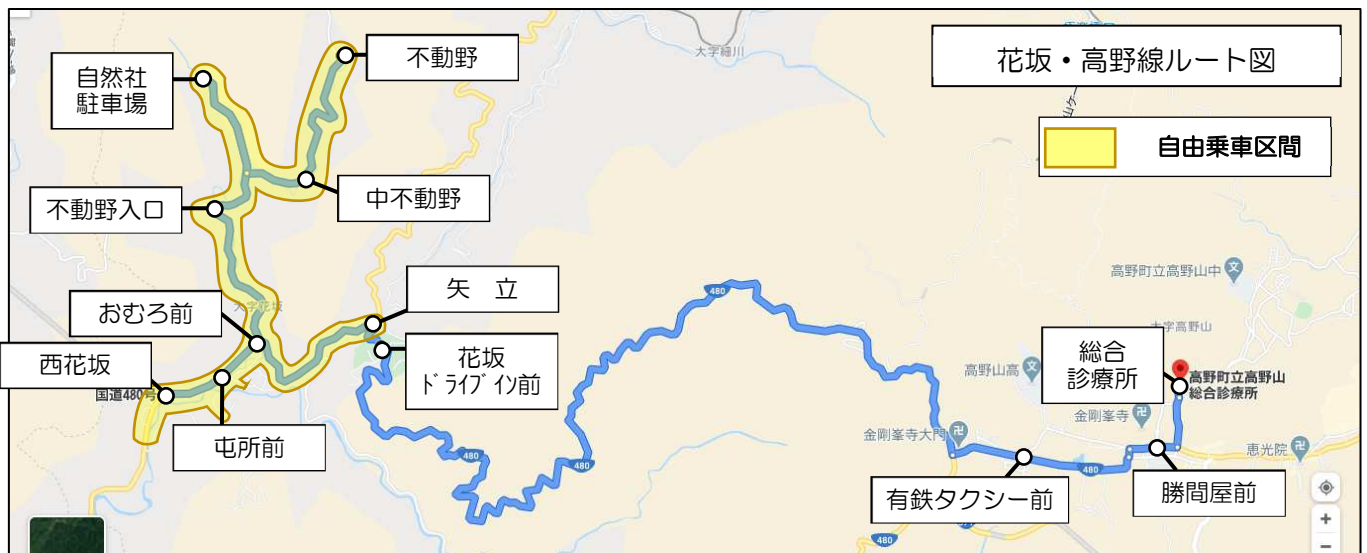 花坂・高野線ルート図
自由乗車区間
自然社
駐車場
不動野
中不動野
不動野入口
おむろ前
西花坂
屯所前
矢　立
花坂
ﾄﾞﾗｲﾌﾞｲﾝ前
有鉄タクシー前
勝間屋前
総合
診療所
大字細川
大字花坂
国道480号
480
480
480
480
480
高野山高
金剛峯寺大門
金剛峯寺
高野町立高野山中
大字高野山
高野町立高野山
総合診療所
恵光院
+
−